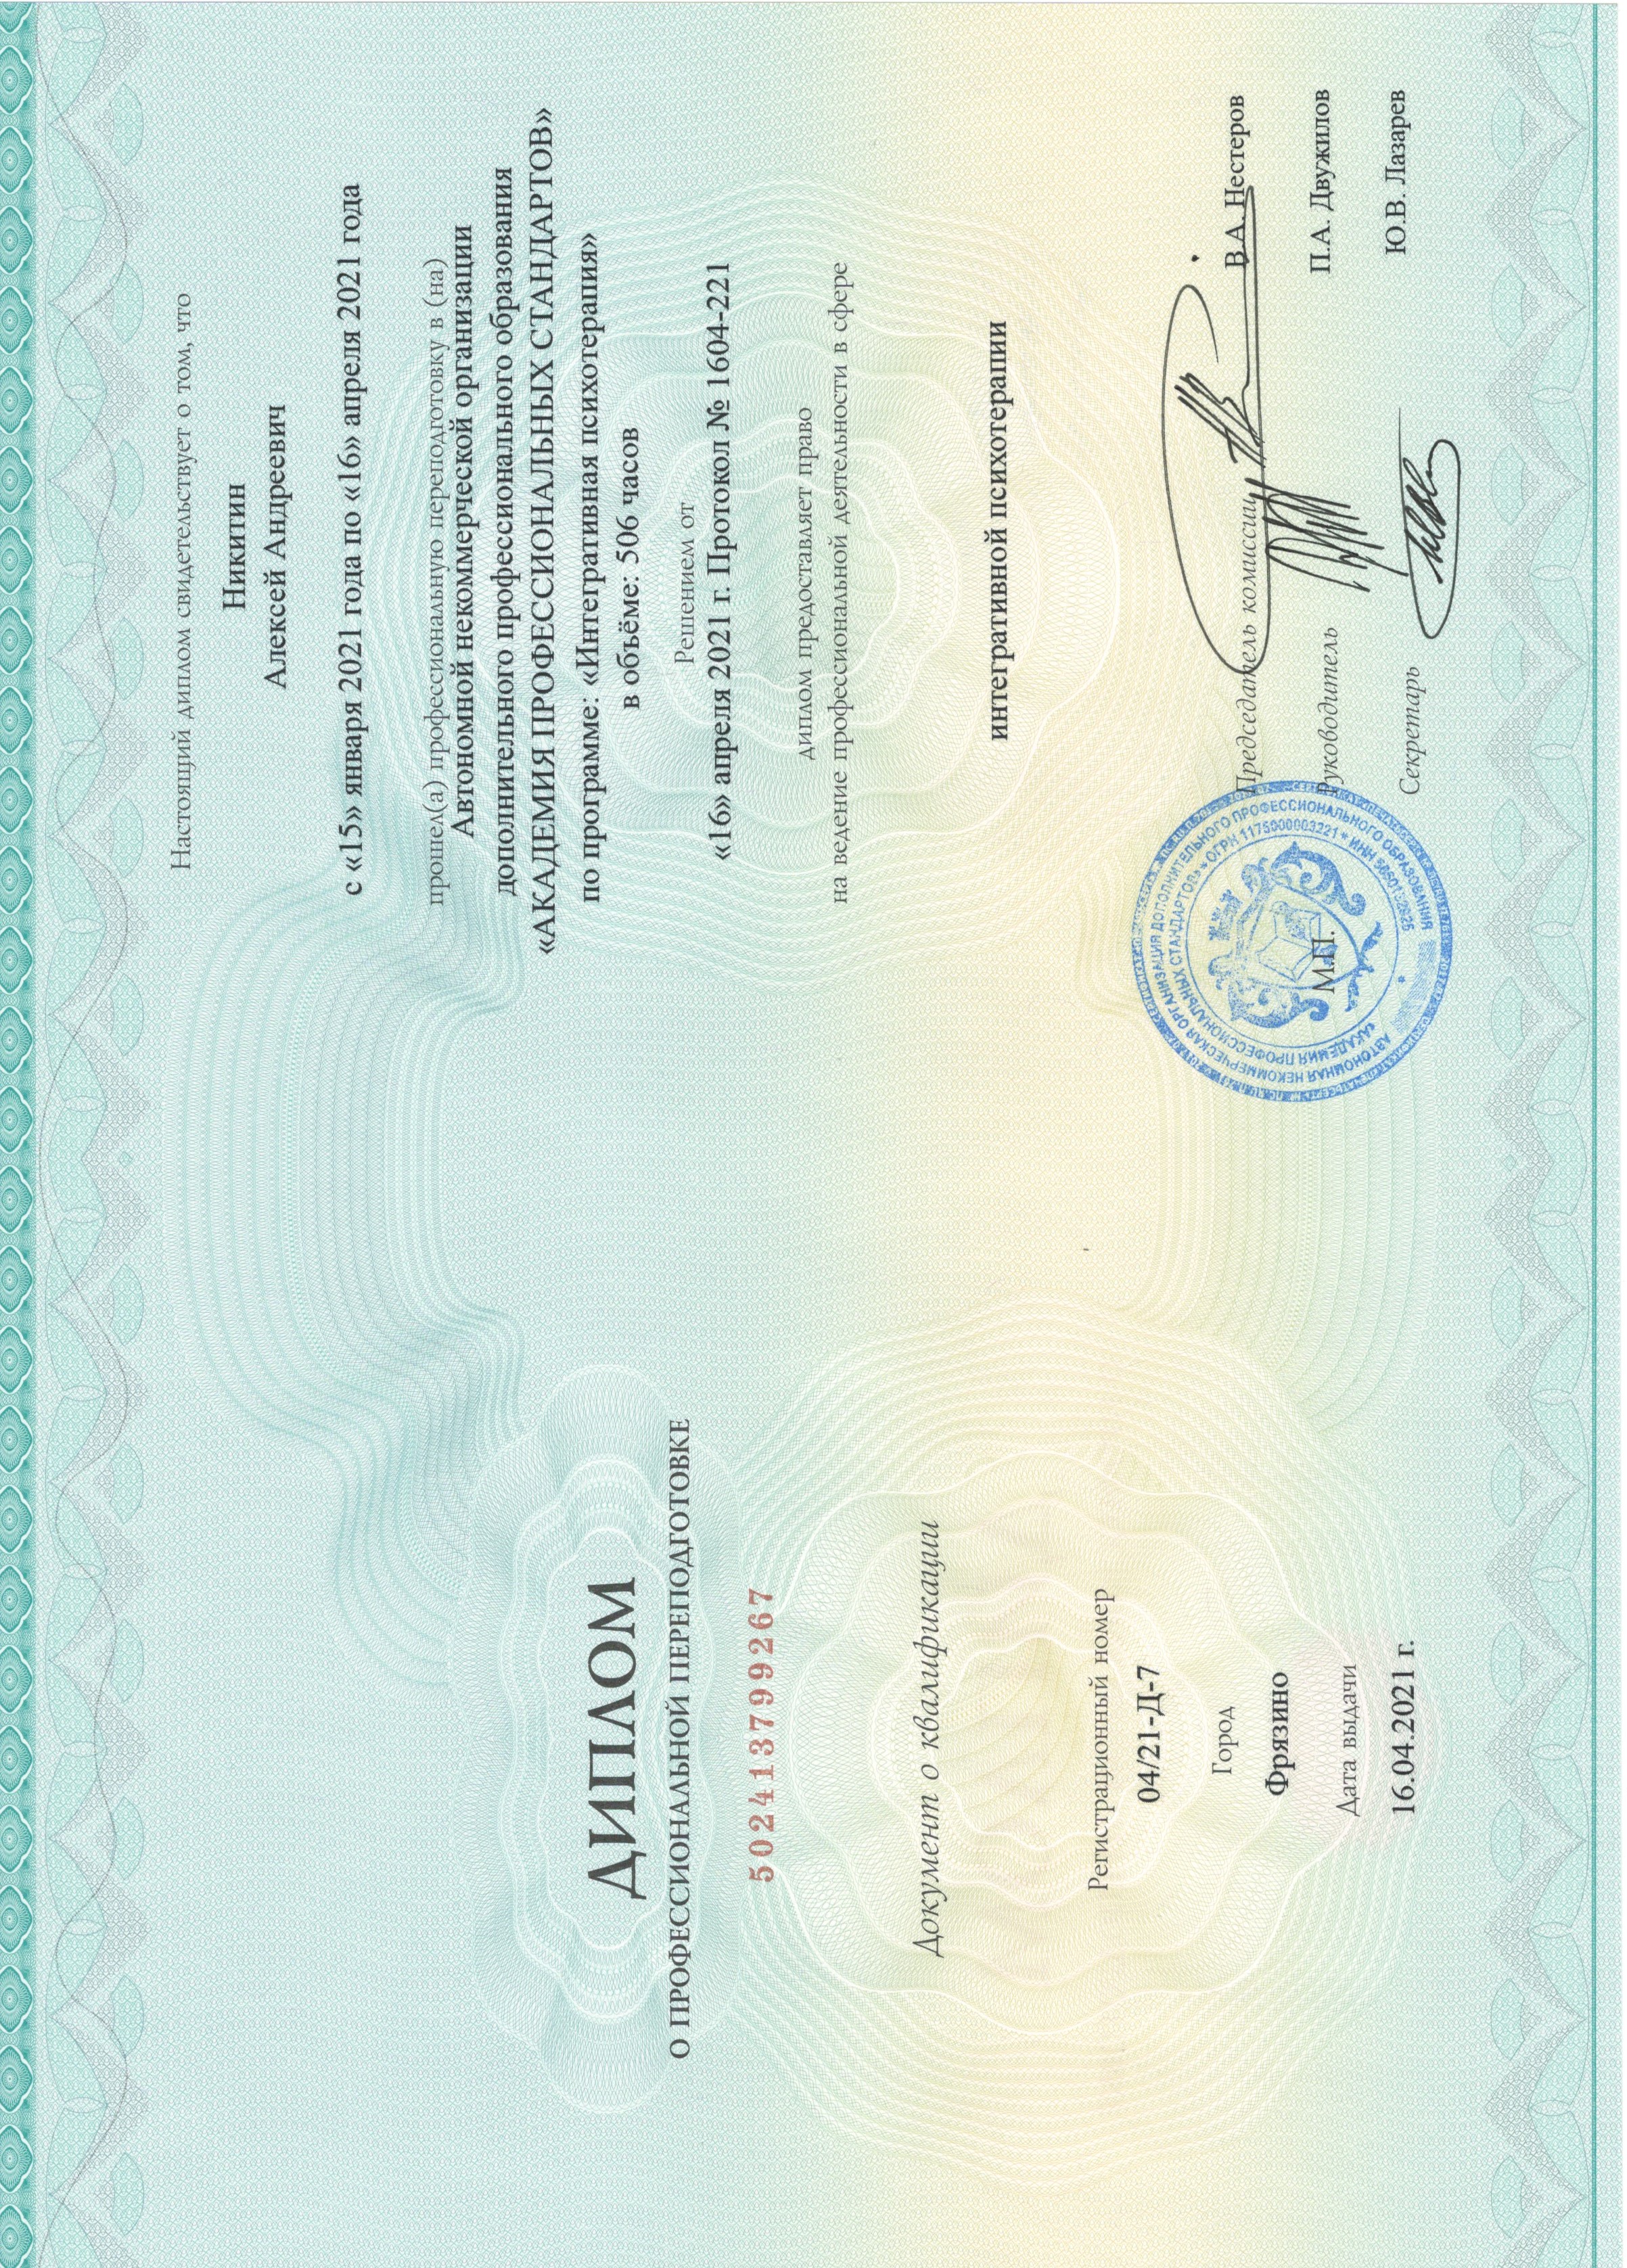 ДИПЛОМ
О ПРОФЕССИОНАЛЬНОЙ ПЕРЕПОДГОТОВКЕ
502413799267
Документ о квалификации
Регистрационный номер
04/21-Д-7
Город
Фрязино
Дата выдачи
16.04.2021 г.
Настоящий диплом свидетельствует о том, что
Никитин
Алексей Андреевич
с «15» января 2021 года по «16» апреля 2021 года
прошел(а) профессиональную переподготовку в (на)
Автономной некоммерческой организации
дополнительного профессионального образования
«АКАДЕМИЯ ПРОФЕССИОНАЛЬНЫХ СТАНДАРТОВ»
по программе: «Интегративная психотерапия»
в объёме: 506 часов
Решением от
«16» апреля 2021 г. Протокол № 1604-221
диплом предоставляет право
на ведение профессиональной деятельности в сфере
интегративной психотерапии
Председатель комиссии
В.А. Нестеров
М.П.
Руководитель
П.А. Двужилов
Секретарь
Ю.В. Лазарев
АВТОНОМНАЯ НЕКОММЕРЧЕСКАЯ ОРГАНИЗАЦИЯ ДОПОЛНИТЕЛЬНОГО ПРОФЕССИОНАЛЬНОГО ОБРАЗОВАНИЯ
«АКАДЕМИЯ ПРОФЕССИОНАЛЬНЫХ СТАНДАРТОВ» * ОГРН 1175000003221 * ИНН